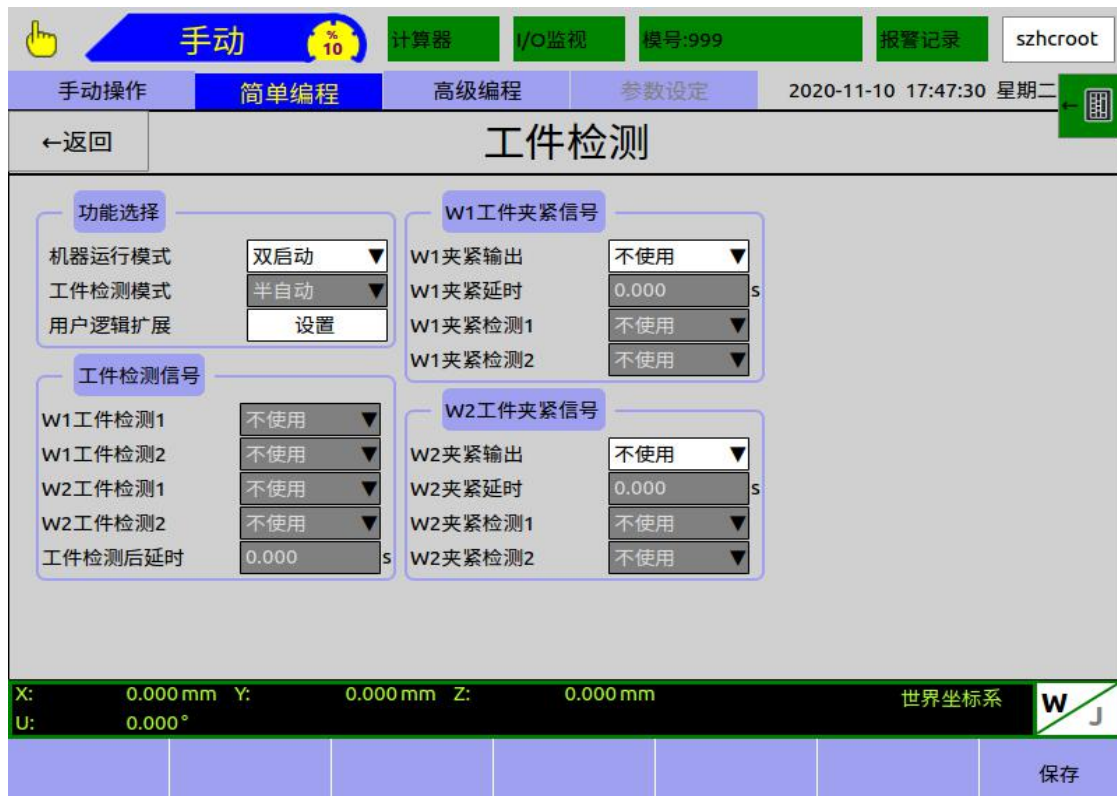 手动 % 10 计算器 I/O监视 模号:999 报警记录 szhcroot
手动操作 简单编程 高级编程 参数设定 2020-11-10 17:47:30 星期二 ←
←返回 工件检测
功能选择
机器运行模式 双启动 ▼
工件检测模式 半自动 ▼
用户逻辑扩展 设置
工件检测信号
W1工件检测1 不使用 ▼
W1工件检测2 不使用 ▼
W2工件检测1 不使用 ▼
W2工件检测2 不使用 ▼
工件检测后延时 0.000 s
W1工件夹紧信号
W1夹紧输出 不使用 ▼
W1夹紧延时 0.000 s
W1夹紧检测1 不使用 ▼
W1夹紧检测2 不使用 ▼
W2工件夹紧信号
W2夹紧输出 不使用 ▼
W2夹紧延时 0.000 s
W2夹紧检测1 不使用 ▼
W2夹紧检测2 不使用 ▼
X: 0.000 mm Y: 0.000 mm Z: 0.000 mm 世界坐标系 W J
U: 0.000 °
保存